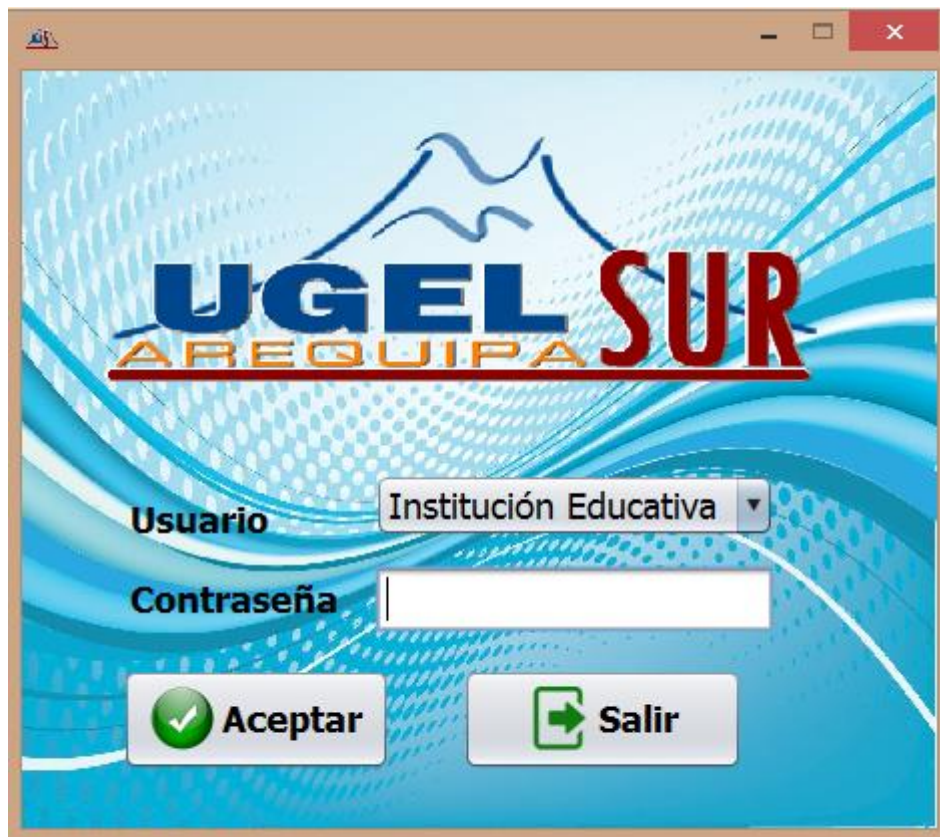 UGEL SUR
AREQUIPA
Usuario Institución Educativa
Contraseña
Aceptar Salir